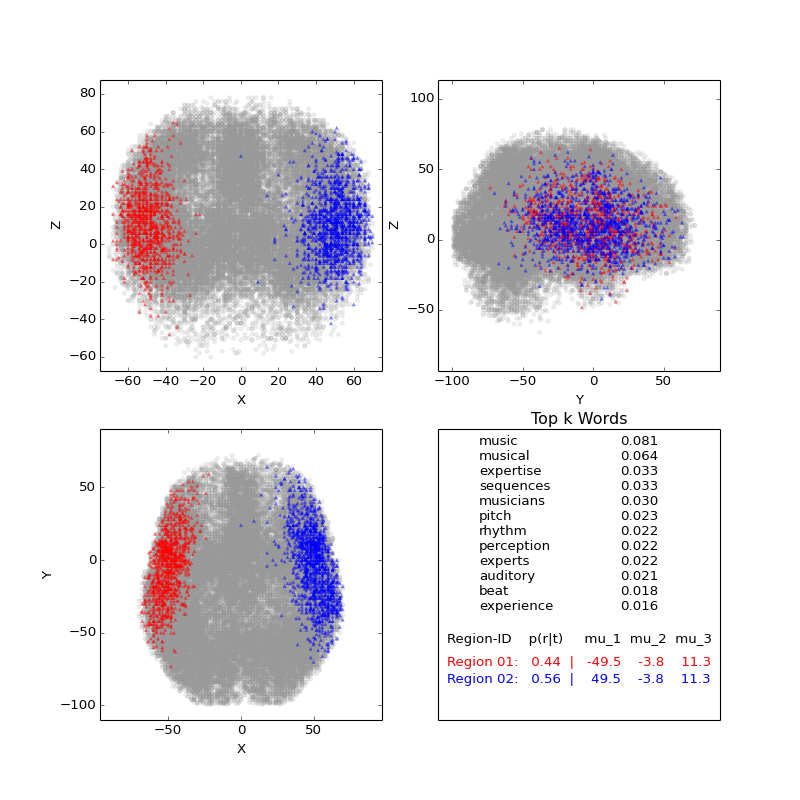 80
60
40
20
0
−20
−40
−60
Z
−60 −40 −20 0 20 40 60
X
100
50
0
−50
Z
−100 −50 0 50
Y
50
0
−50
−100
Y
−50 0 50
X
Top k Words
music 0.081
musical 0.064
expertise 0.033
sequences 0.033
musicians 0.030
pitch 0.023
rhythm 0.022
perception 0.022
experts 0.022
auditory 0.021
beat 0.018
experience 0.016
Region-ID p(r|t) mu_1 mu_2 mu_3
Region 01: 0.44 | -49.5 -3.8 11.3
Region 02: 0.56 | 49.5 -3.8 11.3